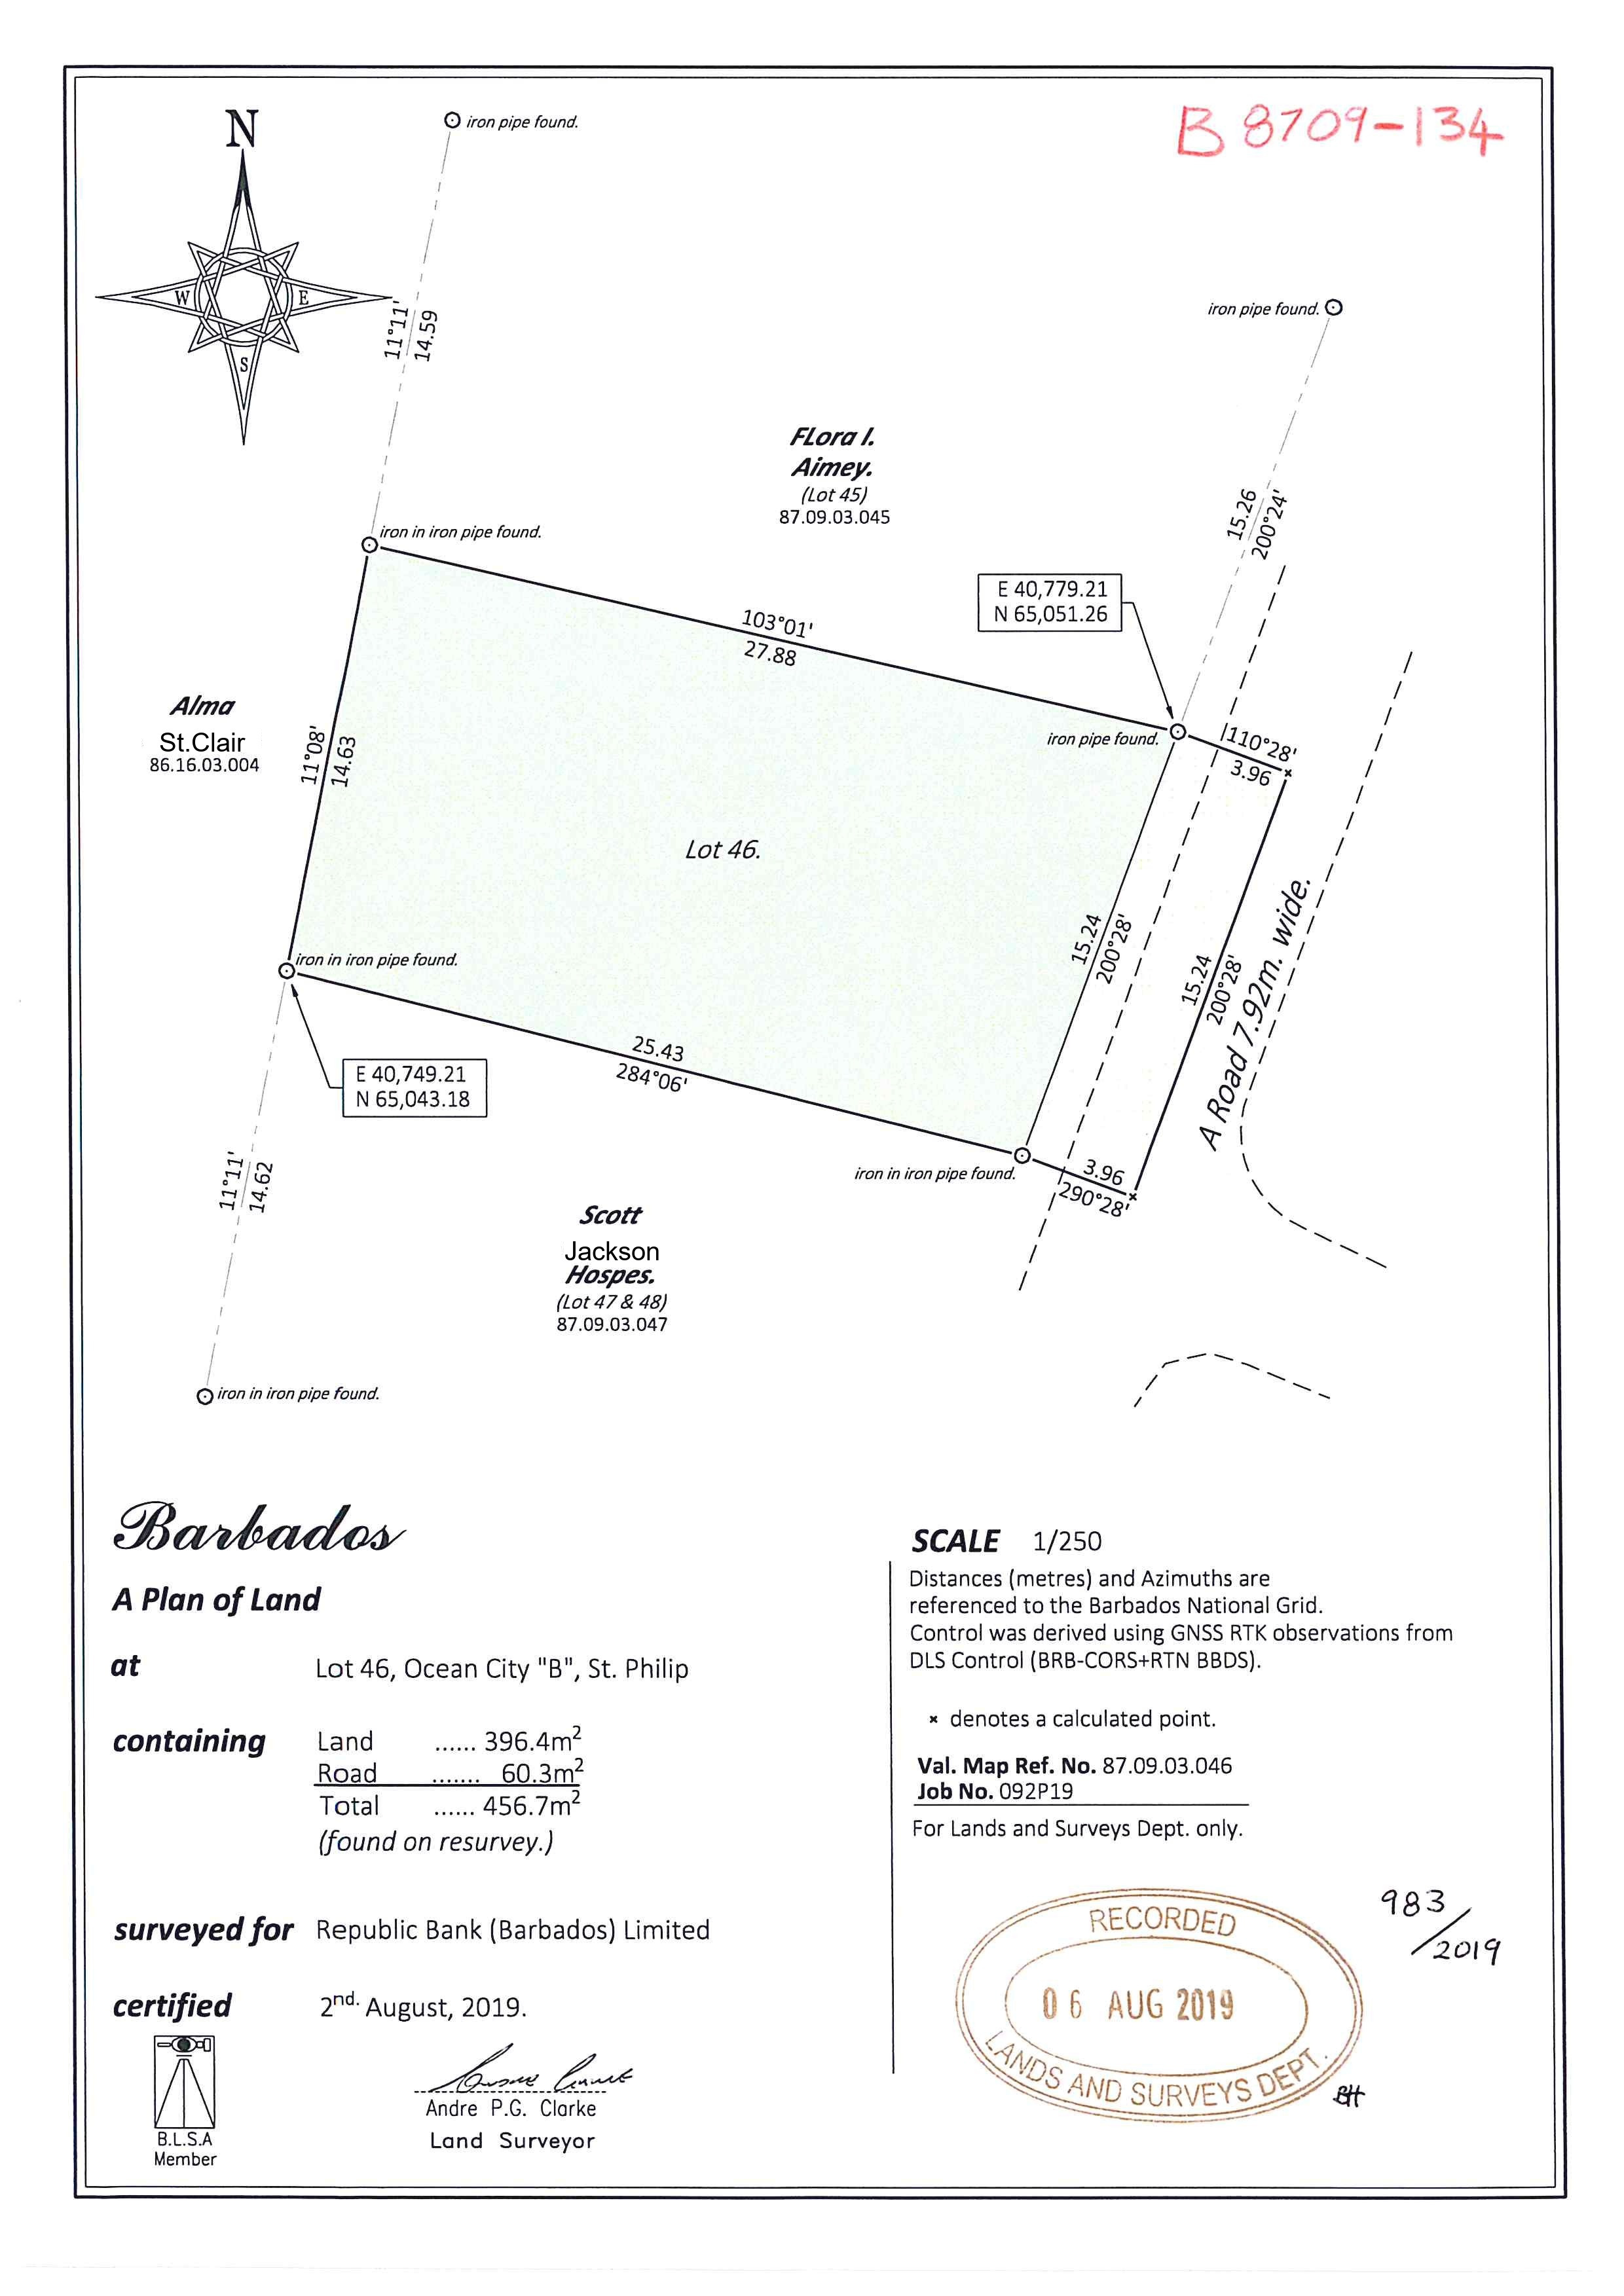 B 8709-134
N
W
E
S
iron pipe found.
11°11'
14.59
iron pipe found.
15.26
200°24'
FLora I.
Aimey.
(Lot 45)
87.09.03.045
iron in iron pipe found.
E 40,779.21
N 65,051.26
103°01'
27.88
Alma
St.Clair
86.16.03.004
11°08'
14.63
iron pipe found.
110°28'
3.96
Lot 46.
15.24
200°28'
15.24
200°28'
A Road 7.92m. wide.
iron in iron pipe found.
25.43
284°06'
E 40,749.21
N 65,043.18
iron in iron pipe found.
3.96
290°28'
11°11'
14.62
Scott
Jackson
Hospes.
(Lot 47 & 48)
87.09.03.047
iron in iron pipe found.
Barbados
A Plan of Land
at Lot 46, Ocean City "B", St. Philip
containing Land ...... 396.4m²
Road ....... 60.3m²
Total ...... 456.7m²
(found on resurvey.)
surveyed for Republic Bank (Barbados) Limited
certified 2nd. August, 2019.
Andre P.G. Clarke
Land Surveyor
B.L.S.A
Member
SCALE 1/250
Distances (metres) and Azimuths are
referenced to the Barbados National Grid.
Control was derived using GNSS RTK observations from
DLS Control (BRB-CORS+RTN BBDS).
× denotes a calculated point.
Val. Map Ref. No. 87.09.03.046
Job No. 092P19
For Lands and Surveys Dept. only.
RECORDED
06 AUG 2019
LANDS AND SURVEYS DEPT.
983/2019
BH